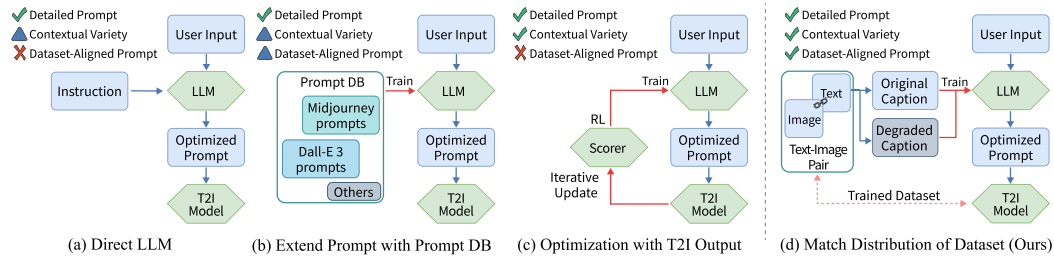 Detailed Prompt
Contextual Variety
Dataset-Aligned Prompt
User Input
Instruction
LLM
Optimized
Prompt
T2I
Model
(a) Direct LLM
Detailed Prompt
Contextual Variety
Dataset-Aligned Prompt
User Input
Prompt DB
Train
Midjourney
prompts
Dall-E 3
prompts
Others
LLM
Optimized
Prompt
T2I
Model
(b) Extend Prompt with Prompt DB
Detailed Prompt
Contextual Variety
Dataset-Aligned Prompt
User Input
Train
LLM
RL
Scorer
Optimized
Prompt
Iterative
Update
T2I
Model
(c) Optimization with T2I Output
Detailed Prompt
Contextual Variety
Dataset-Aligned Prompt
User Input
Text
Image
Text-Image
Pair
Original
Caption
Degraded
Caption
Train
LLM
Optimized
Prompt
Trained Dataset
T2I
Model
(d) Match Distribution of Dataset (Ours)